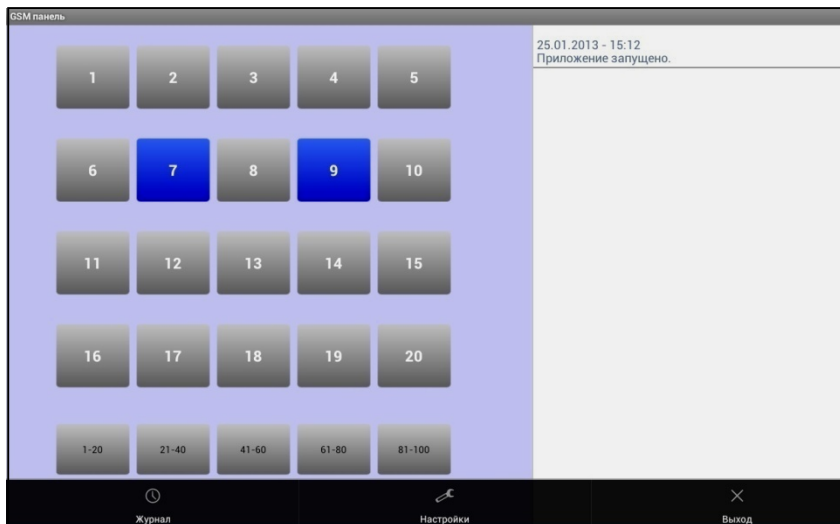 GSM панель
1 2 3 4 5
6 7 8 9 10
11 12 13 14 15
16 17 18 19 20
1-20 21-40 41-60 61-80 81-100
25.01.2013 - 15:12
Приложение запущено.
Журнал Настройки Выход